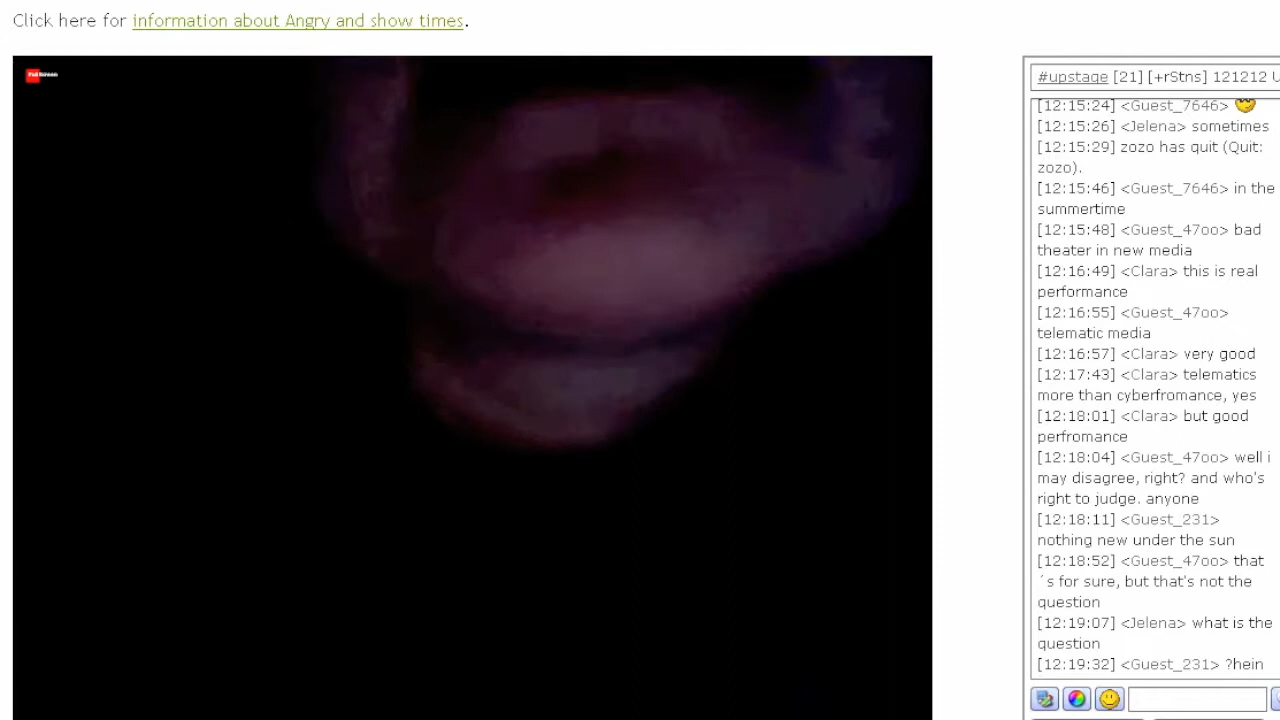 Click here for information about Angry and show times.
Full Screen
#upstage [21] [+rStns] 121212 U
[12:15:24] <Guest_7646>
[12:15:26] <Jelena> sometimes
[12:15:29] zozo has quit (Quit:
zozo).
[12:15:46] <Guest_7646> in the
summertime
[12:15:48] <Guest_47oo> bad
theater in new media
[12:16:49] <Clara> this is real
performance
[12:16:55] <Guest_47oo>
telematic media
[12:16:57] <Clara> very good
[12:17:43] <Clara> telematics
more than cyberfromance, yes
[12:18:01] <Clara> but good
perfromance
[12:18:04] <Guest_47oo> well i
may disagree, right? and who's
right to judge. anyone
[12:18:11] <Guest_231>
nothing new under the sun
[12:18:52] <Guest_47oo> that
´s for sure, but that's not the
question
[12:19:07] <Jelena> what is the
question
[12:19:32] <Guest_231> ?hein